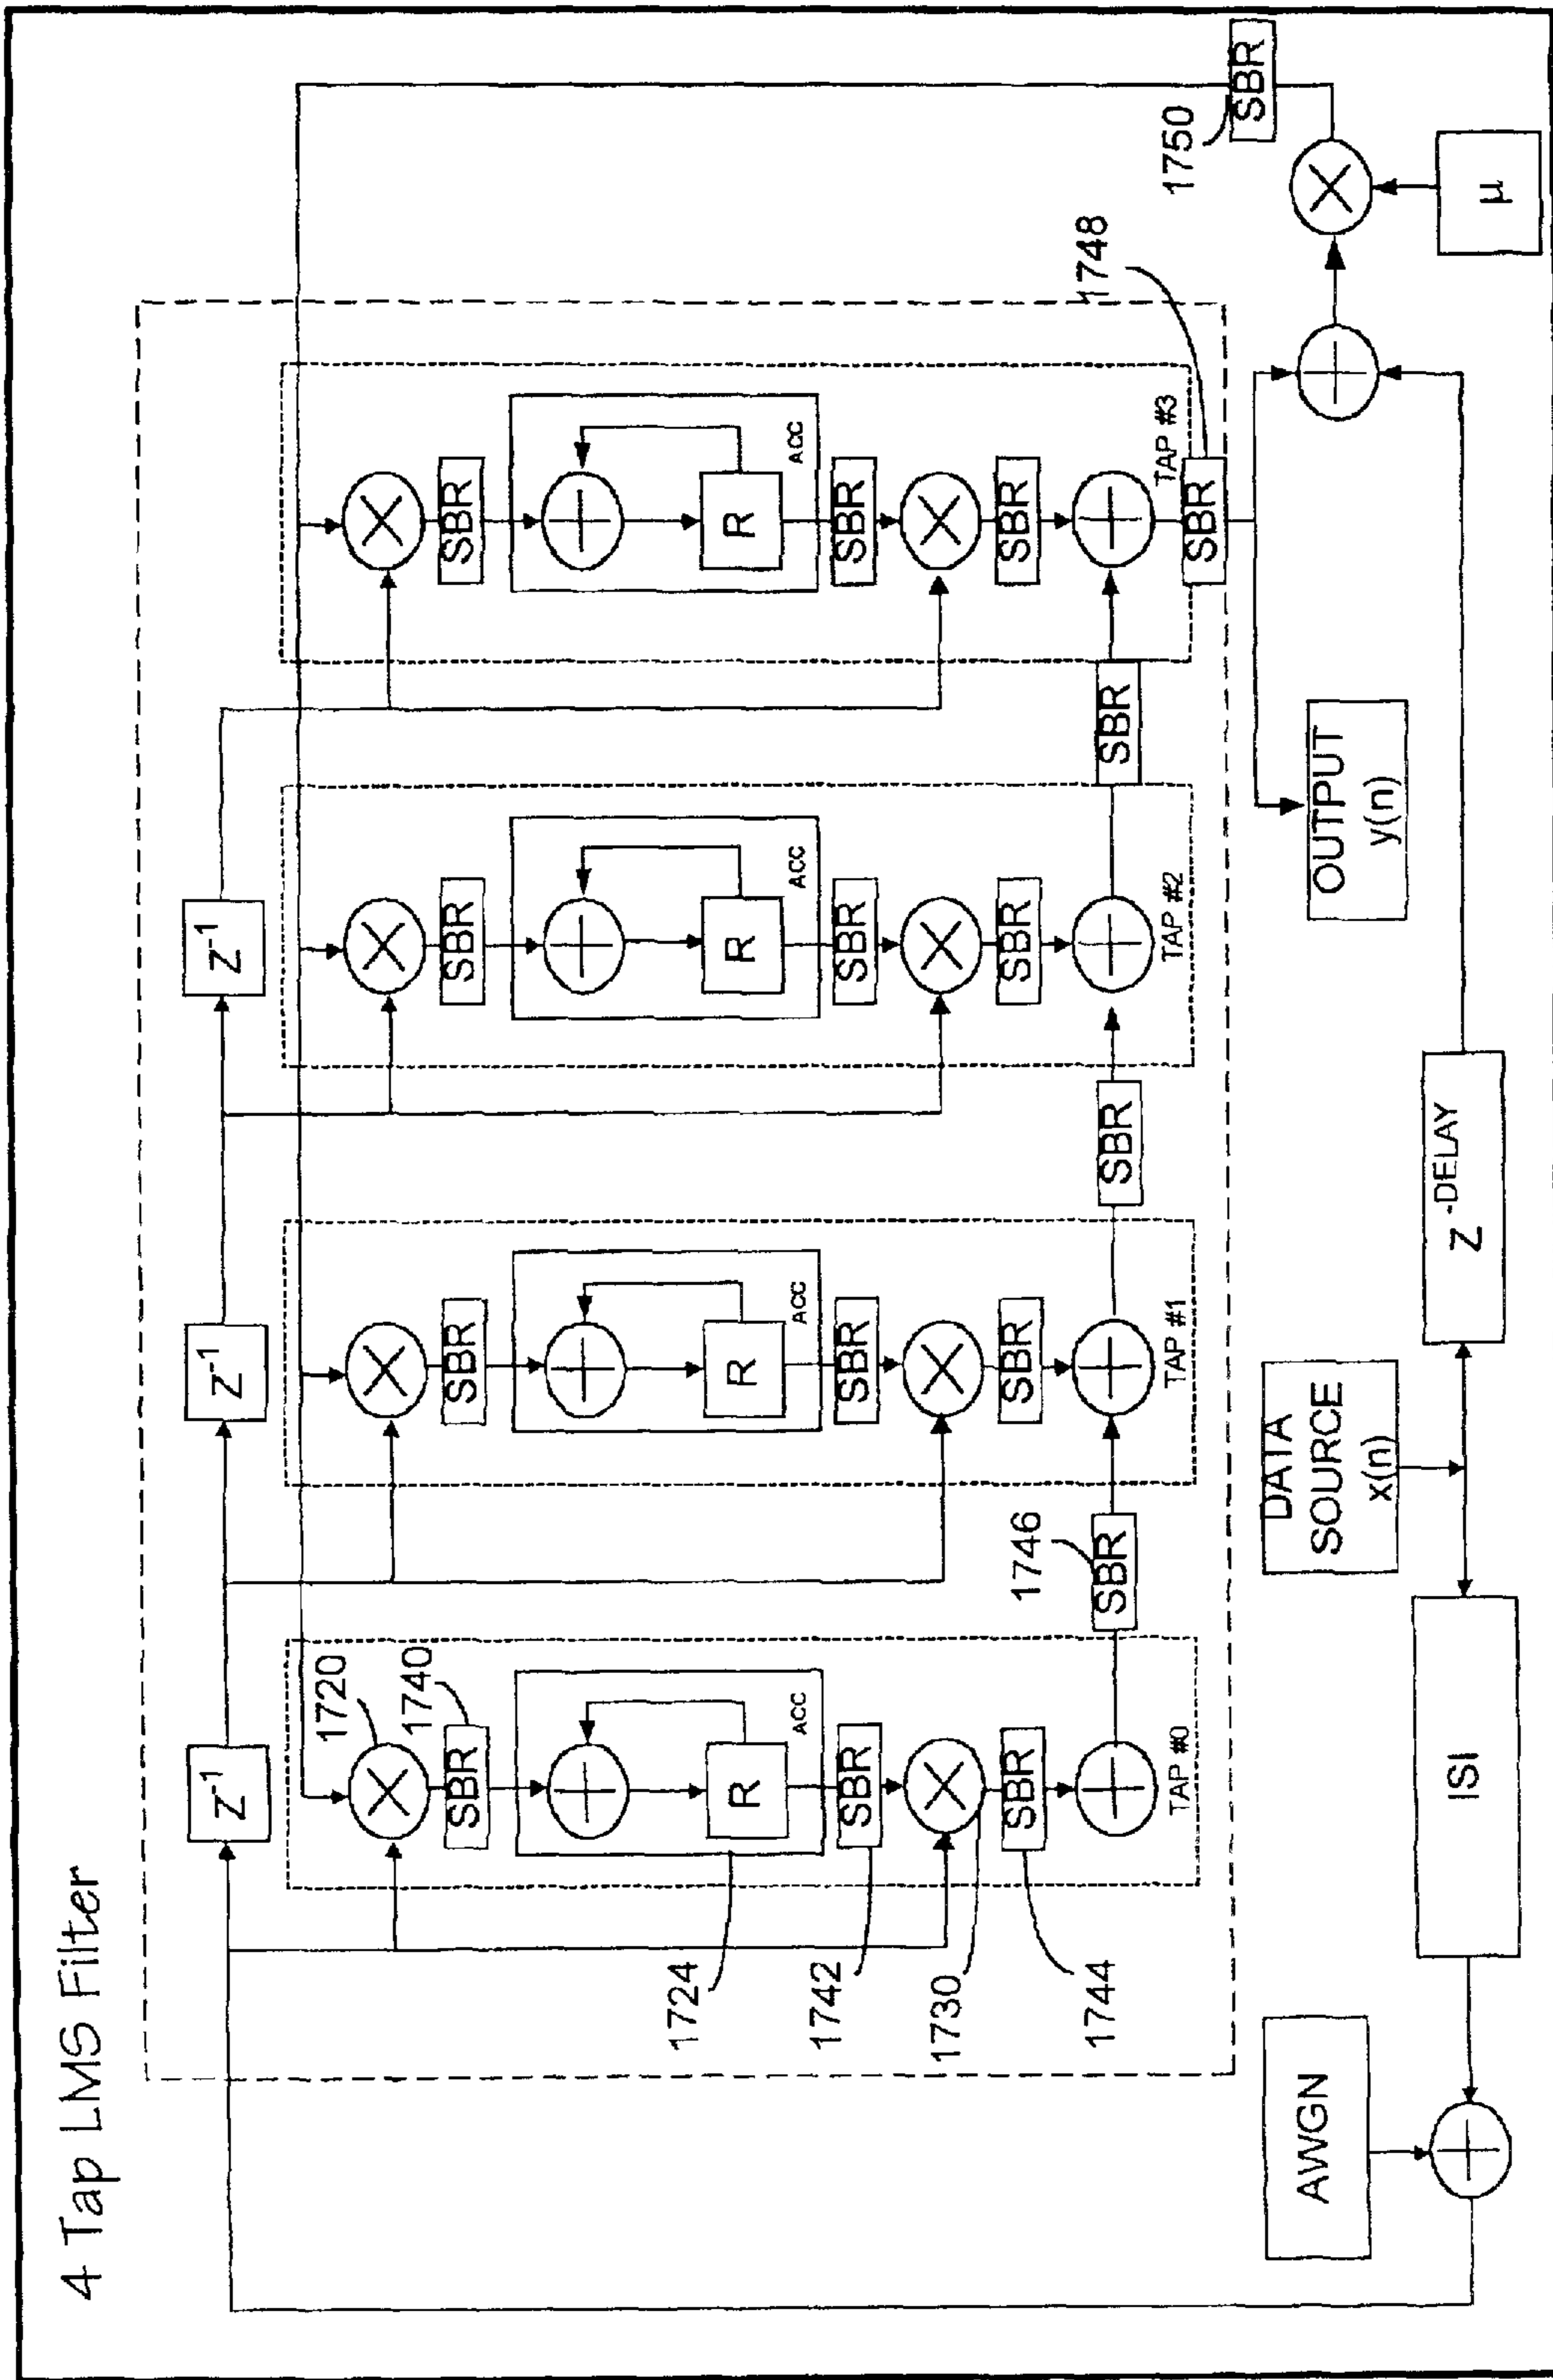 4 Tap LMS Filter
Z-1
Z-1
Z-1
1720
1740
SBR
SBR
SBR
SBR
1724
R
ACC
R
ACC
R
ACC
R
ACC
1742
SBR
SBR
SBR
SBR
1730
1744
SBR
SBR
SBR
SBR
TAP #0
1746
SBR
TAP #1
SBR
TAP #2
SBR
TAP #3
SBR
1748
1750
SBR
AWGN
ISI
DATA
SOURCE
x(n)
Z -DELAY
OUTPUT
y(n)
μ